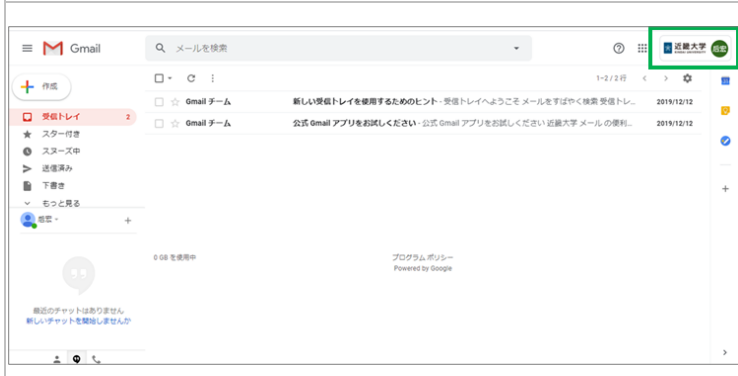 Gmail
メールを検索
近畿大学
作成
1-2 / 2 行
受信トレイ 2
Gmail チーム 新しい受信トレイを使用するためのヒント - 受信トレイへようこそ メールをすばやく検索 受信トレ... 2019/12/12
スター付き
Gmail チーム 公式 Gmail アプリをお試しください - 公式 Gmail アプリをお試しください 近畿大学 メール の便利... 2019/12/12
スヌーズ中
送信済み
下書き
もっと見る
0 GB を使用中
プログラム ポリシー
Powered by Google
最近のチャットはありません
新しいチャットを開始しませんか